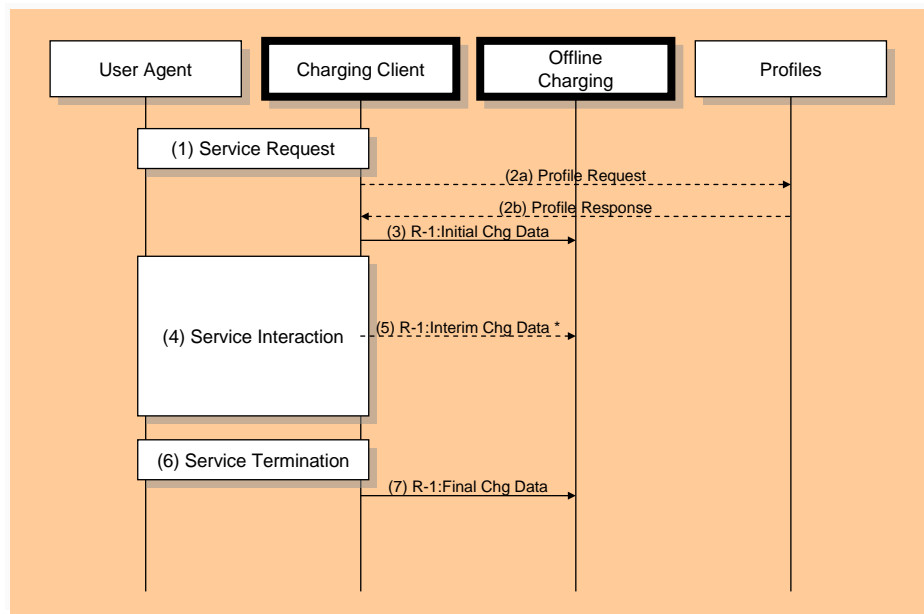 User Agent
Charging Client
Offline
Charging
Profiles
(1) Service Request
(2a) Profile Request
(2b) Profile Response
(3) R-1:Initial Chg Data
(4) Service Interaction
(5) R-1:Interim Chg Data *
(6) Service Termination
(7) R-1:Final Chg Data